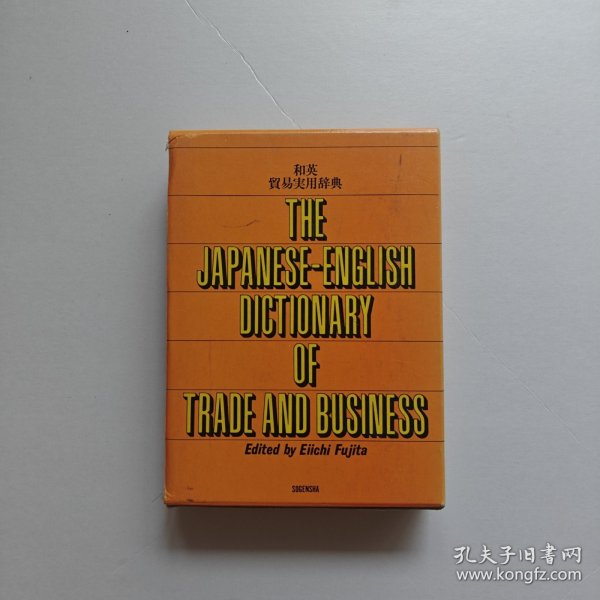 和英
貿易実用辞典
THE
JAPANESE-ENGLISH
DICTIONARY
OF
TRADE AND BUSINESS
Edited by Eiichi Fujita
SOGENSHA
孔夫子旧书网
www.kongfz.com